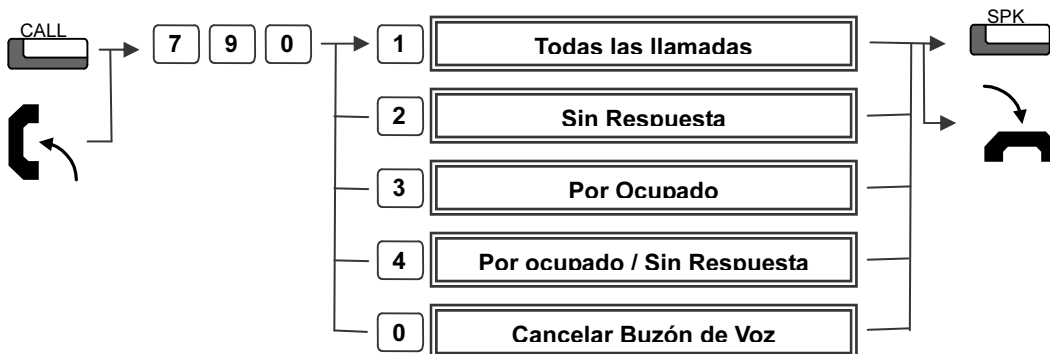 CALL
7 9 0
1 Todas las llamadas
SPK
2 Sin Respuesta
3 Por Ocupado
4 Por ocupado / Sin Respuesta
0 Cancelar Buzón de Voz